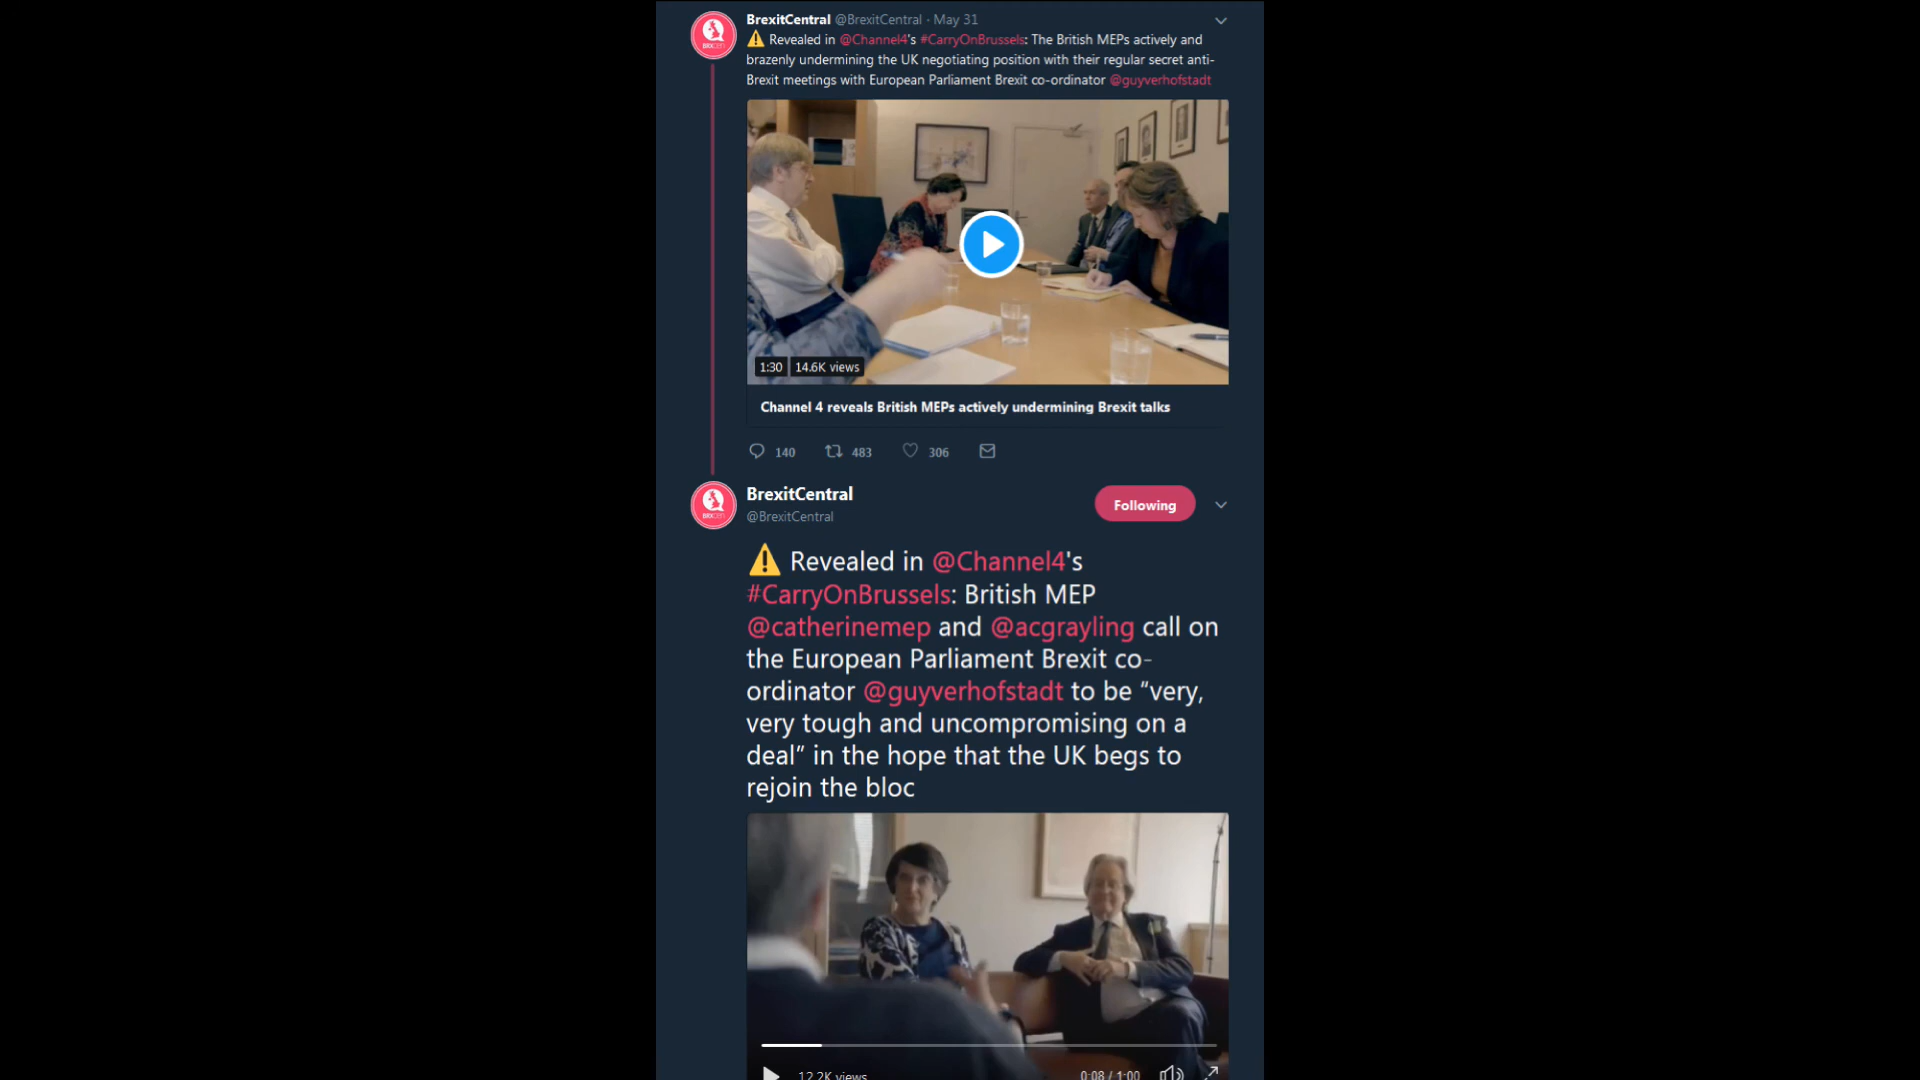 BrexitCentral @BrexitCentral · May 31
⚠ Revealed in @Channel4's #CarryOnBrussels: The British MEPs actively and
brazenly undermining the UK negotiating position with their regular secret anti-
Brexit meetings with European Parliament Brexit co-ordinator @guyverhofstadt
1:30 14.6K views
Channel 4 reveals British MEPs actively undermining Brexit talks
140 483 306
BrexitCentral
@BrexitCentral
Following
⚠ Revealed in @Channel4's
#CarryOnBrussels: British MEP
@catherinemep and @acgrayling call on
the European Parliament Brexit co-
ordinator @guyverhofstadt to be “very,
very tough and uncompromising on a
deal” in the hope that the UK begs to
rejoin the bloc
12.2K views 0:08 / 1:00